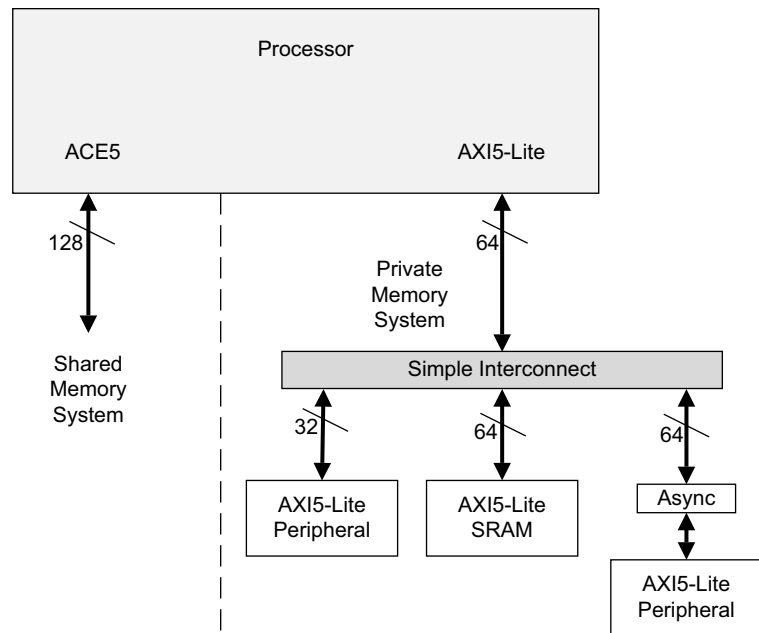 Processor
ACE5
AXI5-Lite
128
64
Private
Memory
System
Shared
Memory
System
Simple Interconnect
32
64
64
AXI5-Lite
Peripheral
AXI5-Lite
SRAM
Async
AXI5-Lite
Peripheral